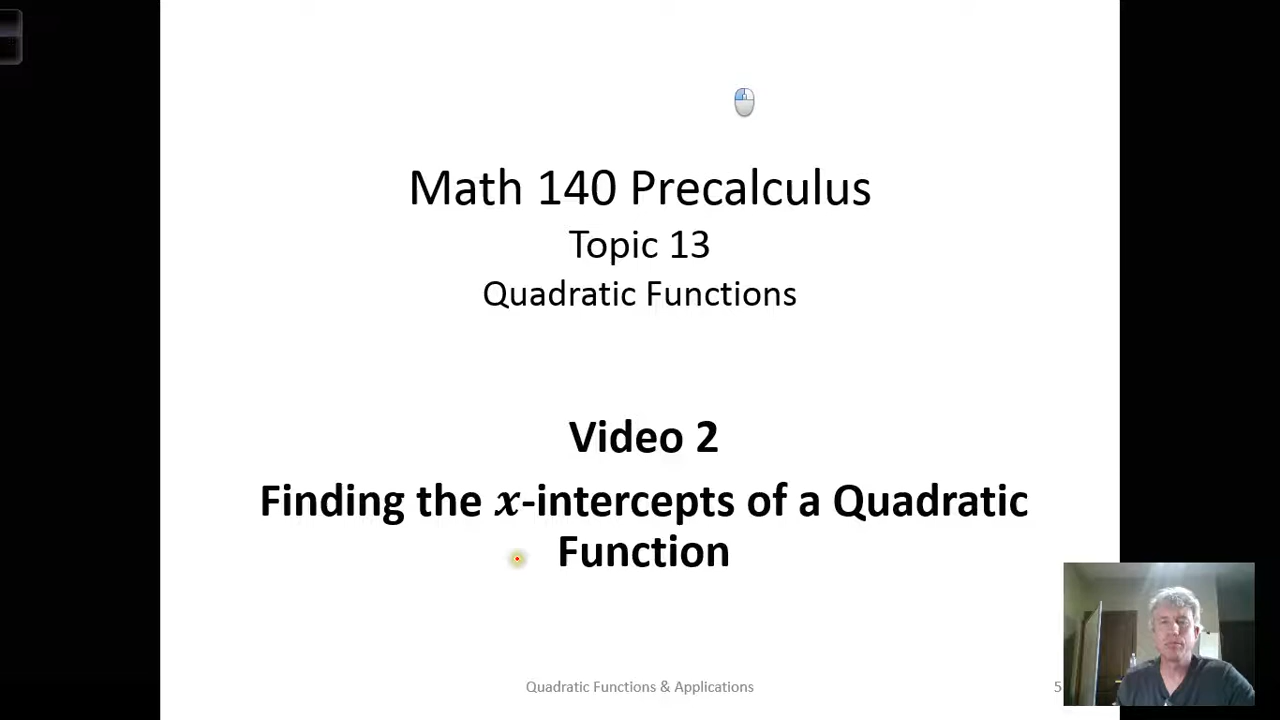 Math 140 Precalculus
Topic 13
Quadratic Functions
Video 2
Finding the x-intercepts of a Quadratic
Function
Quadratic Functions & Applications
5